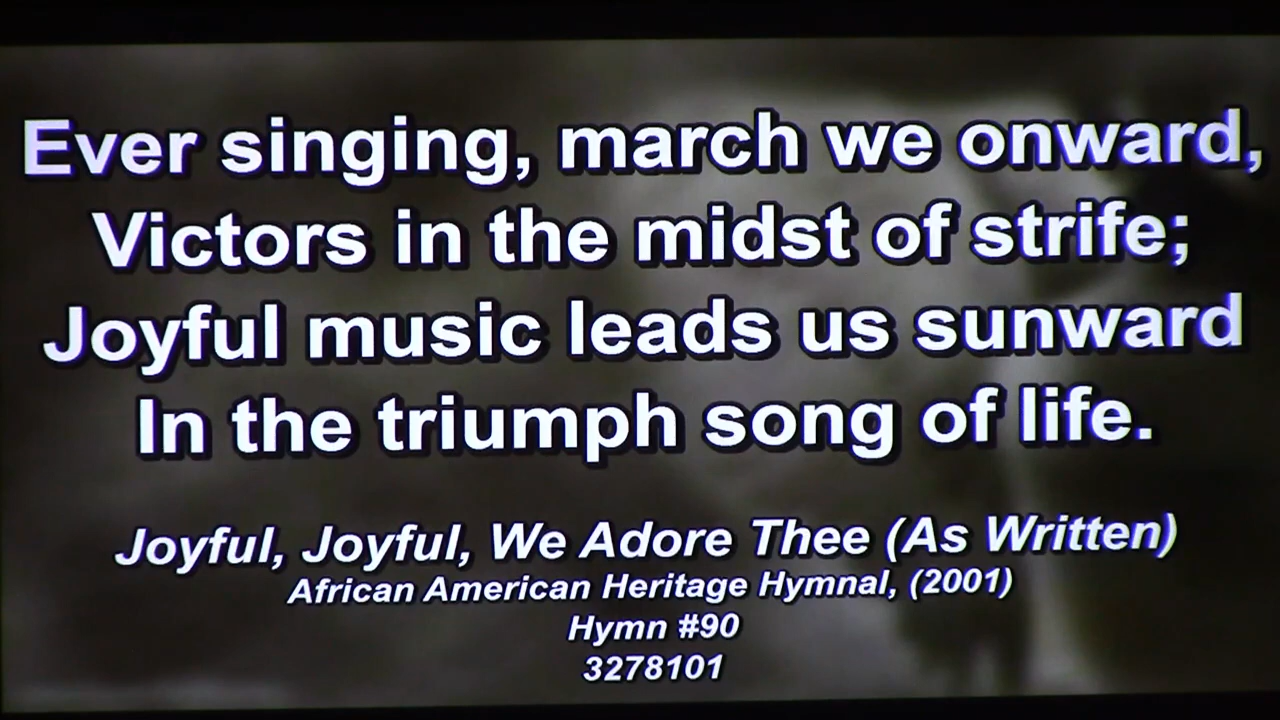 Ever singing, march we onward,
Victors in the midst of strife;
Joyful music leads us sunward
In the triumph song of life.
Joyful, Joyful, We Adore Thee (As Written)
African American Heritage Hymnal, (2001)
Hymn #90
3278101